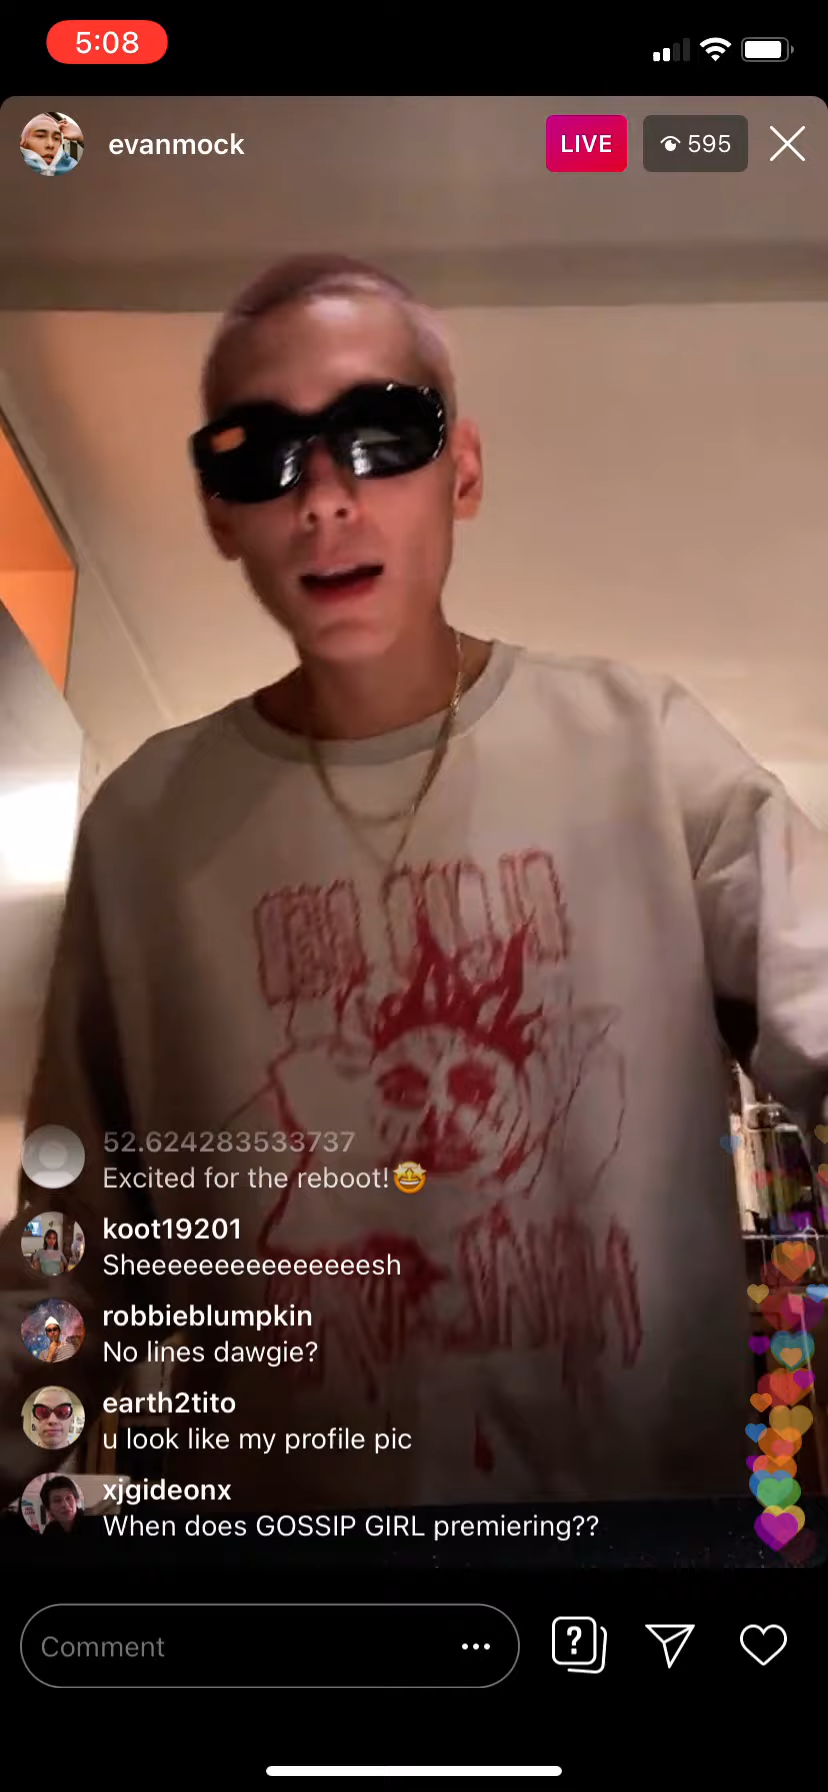 5:08
evanmock
LIVE
595
52.624283533737
Excited for the reboot!🤩
koot19201
Sheeeeeeeeeeeeeeesh
robbieblumpkin
No lines dawgie?
earth2tito
u look like my profile pic
xjgideonx
When does GOSSIP GIRL premiering??
Comment